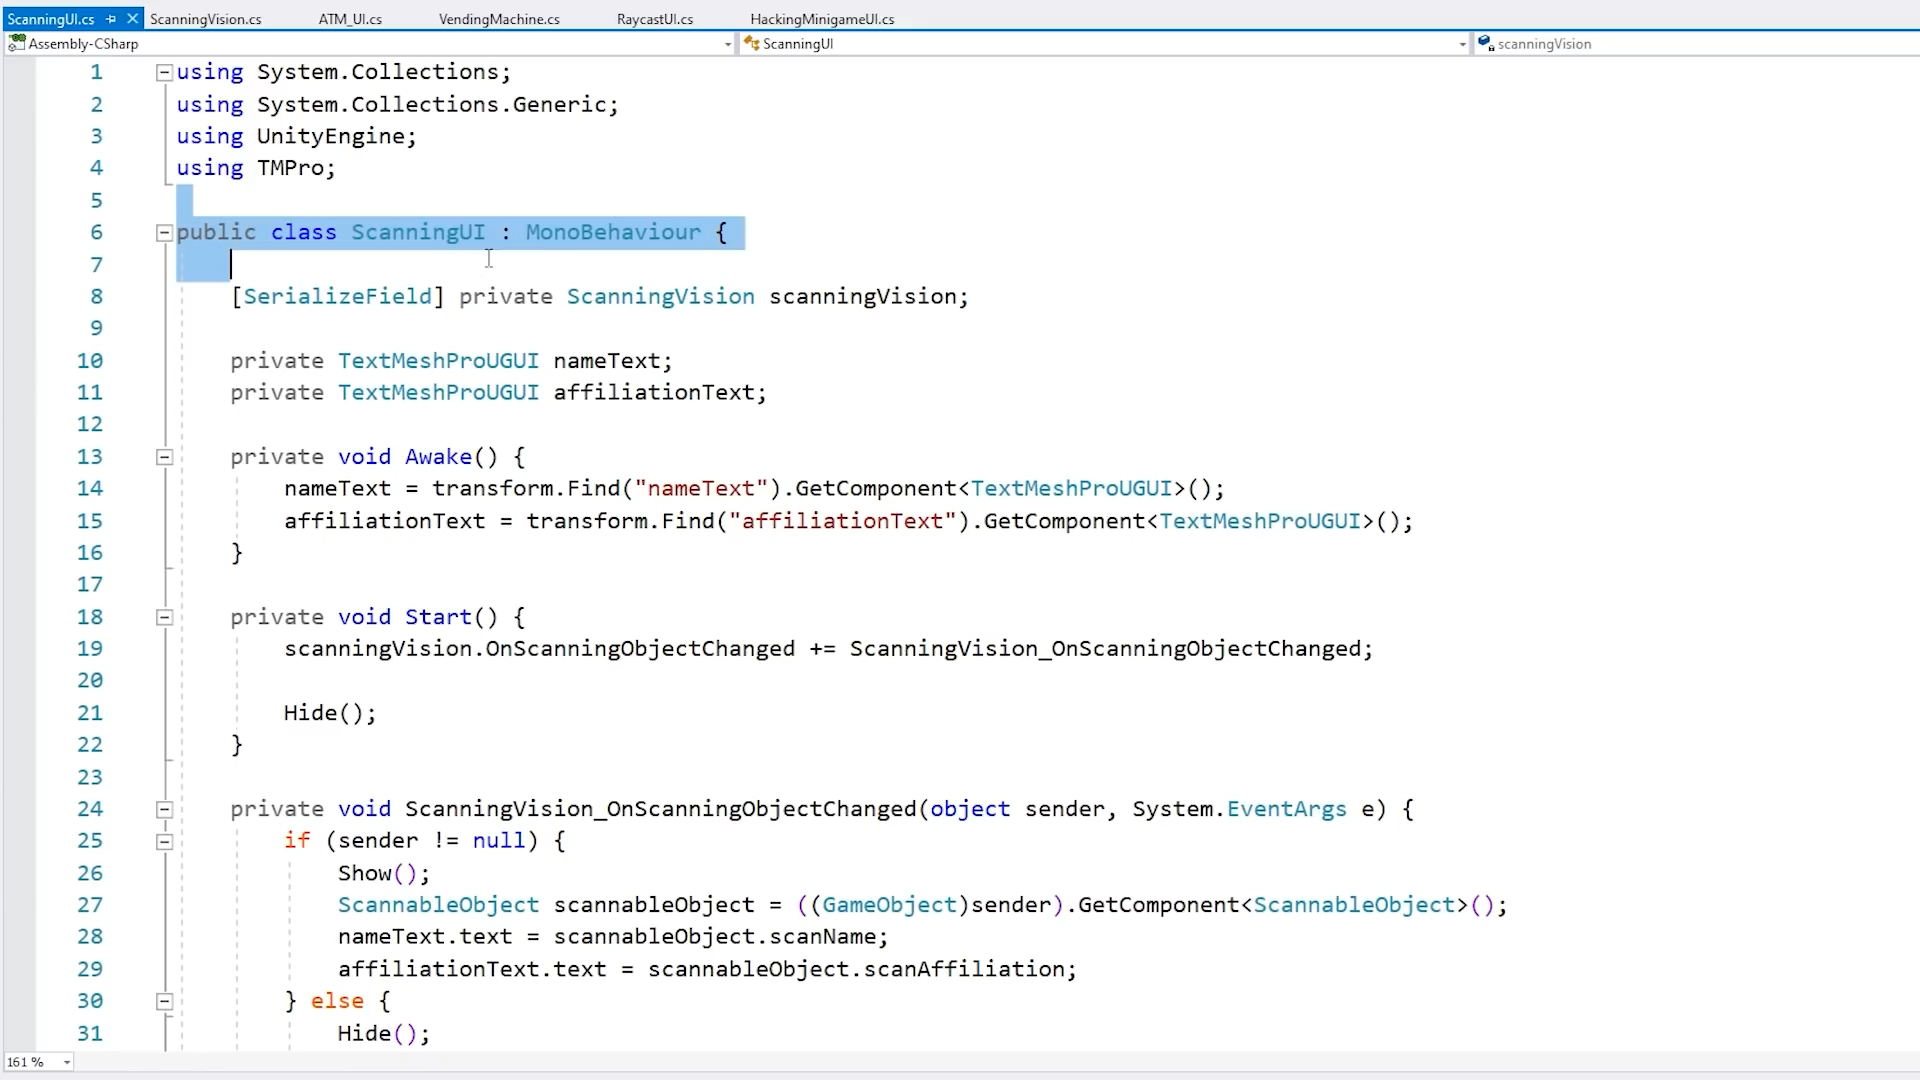 ScanningUI.cs ScanningVision.cs ATM_UI.cs VendingMachine.cs RaycastUI.cs HackingMinigameUI.cs
Assembly-CSharp ScanningUI scanningVision
1 using System.Collections;
2 using System.Collections.Generic;
3 using UnityEngine;
4 using TMPro;
5
6 public class ScanningUI : MonoBehaviour {
7
8 [SerializeField] private ScanningVision scanningVision;
9
10 private TextMeshProUGUI nameText;
11 private TextMeshProUGUI affiliationText;
12
13 private void Awake() {
14 nameText = transform.Find("nameText").GetComponent<TextMeshProUGUI>();
15 affiliationText = transform.Find("affiliationText").GetComponent<TextMeshProUGUI>();
16 }
17
18 private void Start() {
19 scanningVision.OnScanningObjectChanged += ScanningVision_OnScanningObjectChanged;
20
21 Hide();
22 }
23
24 private void ScanningVision_OnScanningObjectChanged(object sender, System.EventArgs e) {
25 if (sender != null) {
26 Show();
27 ScannableObject scannableObject = ((GameObject)sender).GetComponent<ScannableObject>();
28 nameText.text = scannableObject.scanName;
29 affiliationText.text = scannableObject.scanAffiliation;
30 } else {
31 Hide();
161 %